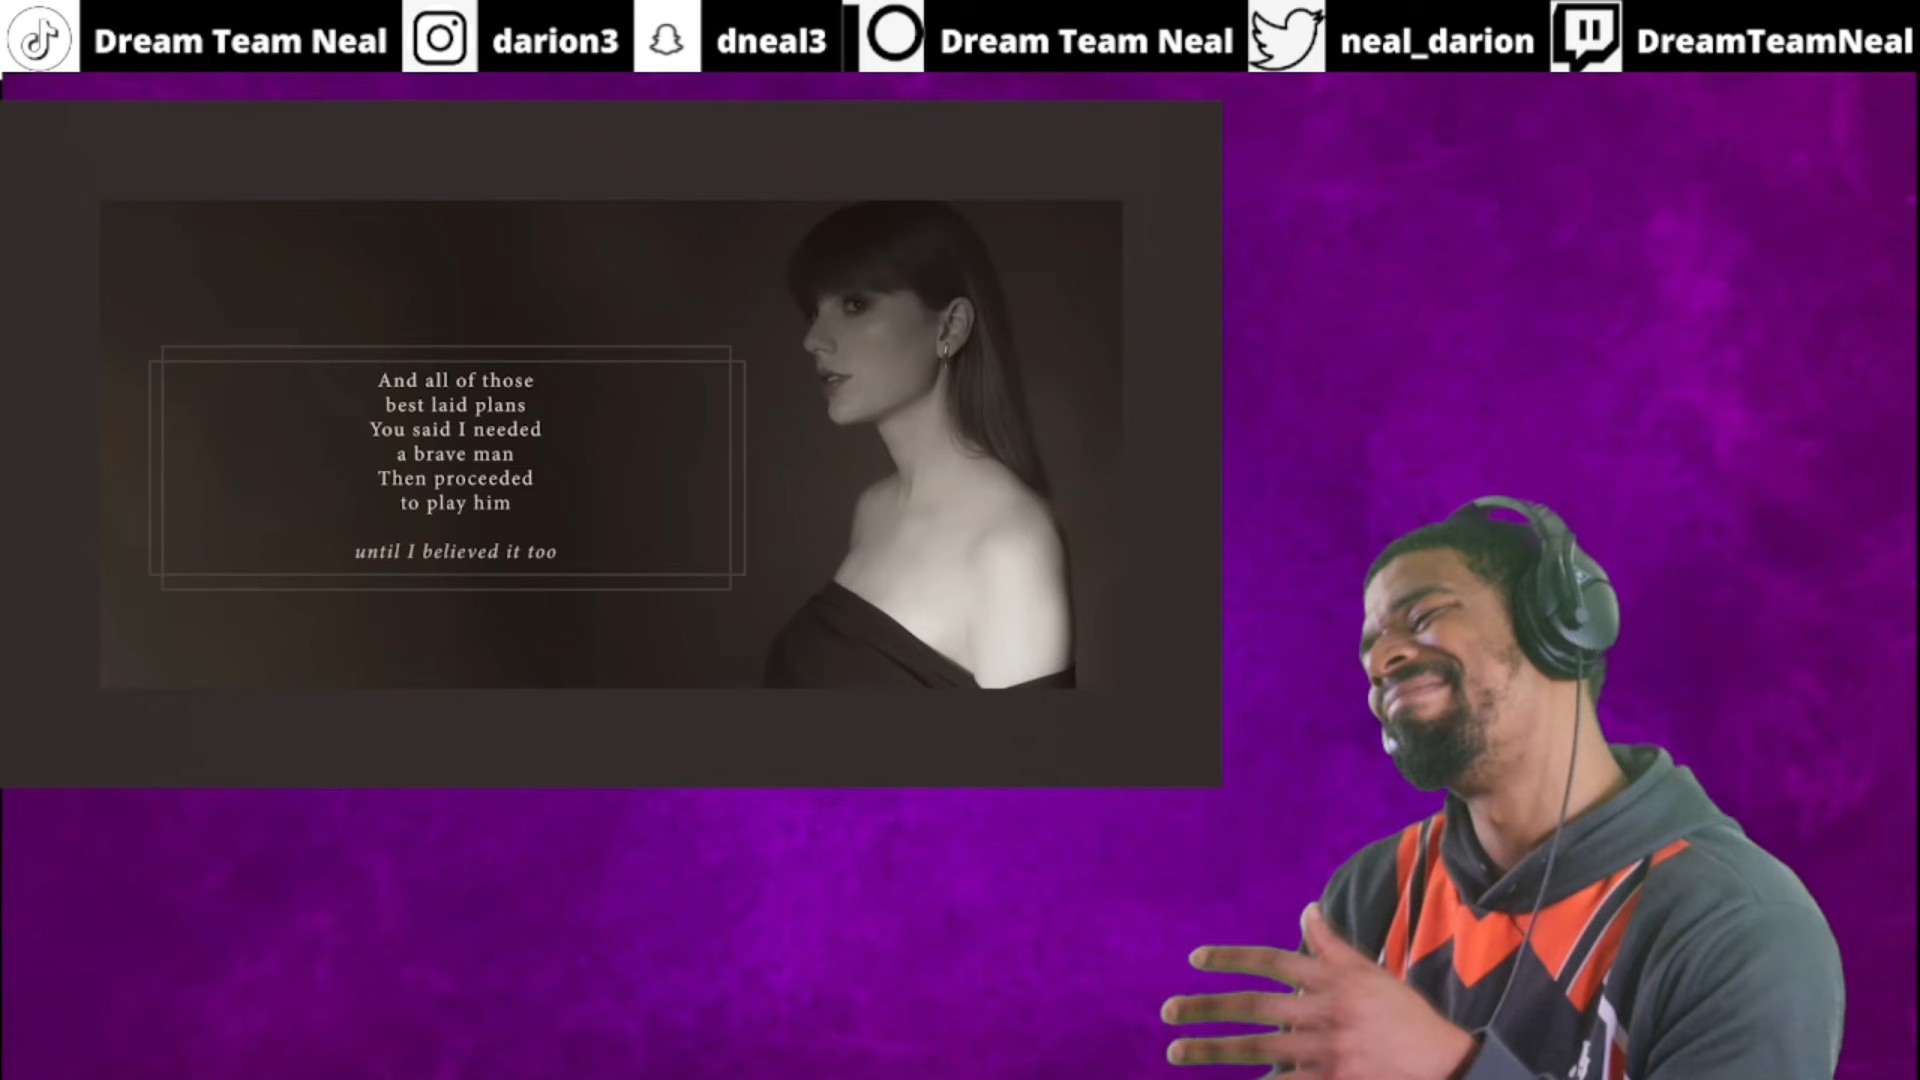 Dream Team Neal darion3 dneal3 Dream Team Neal neal_darion DreamTeamNeal
And all of those
best laid plans
You said I needed
a brave man
Then proceeded
to play him
until I believed it too